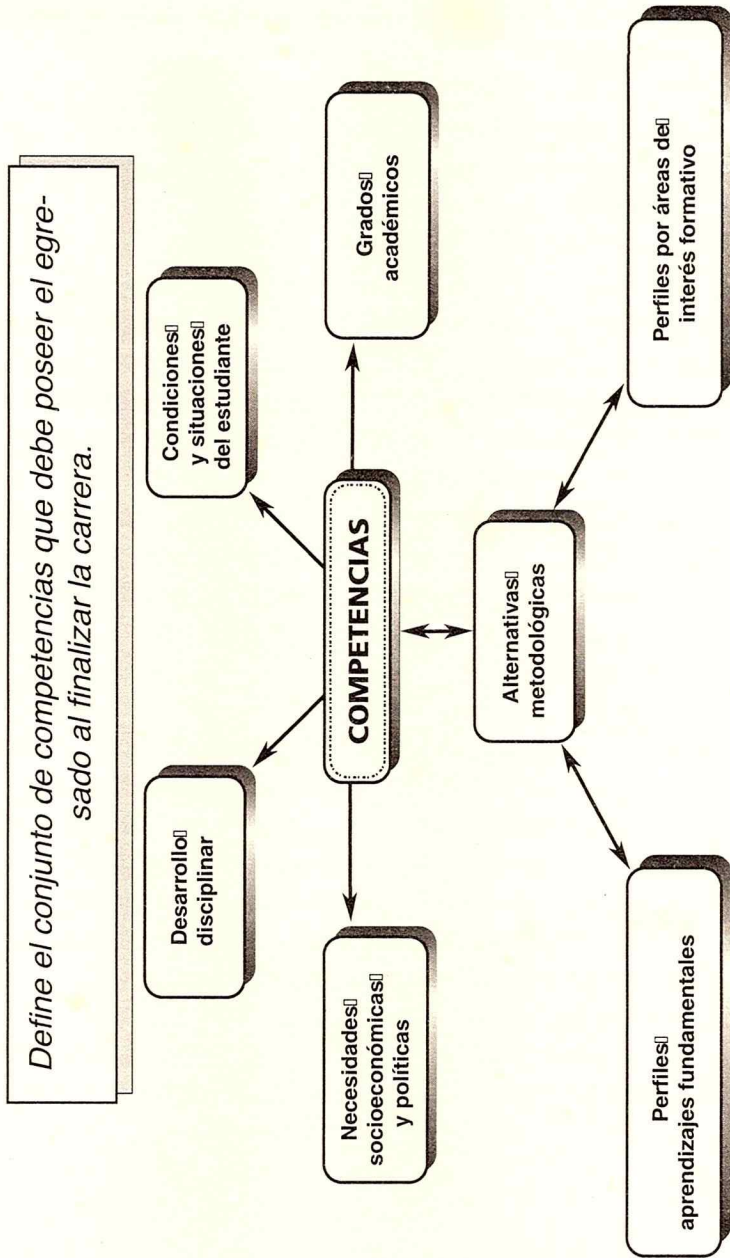 Define el conjunto de competencias que debe poseer el egre-
sado al finalizar la carrera.
Desarrollo
disciplinar
Condiciones
y situaciones
del estudiante
Necesidades
socioeconómicas
y políticas
COMPETENCIAS
Grados
académicos
Alternativas
metodológicas
Perfiles
aprendizajes fundamentales
Perfiles por áreas de
interés formativo